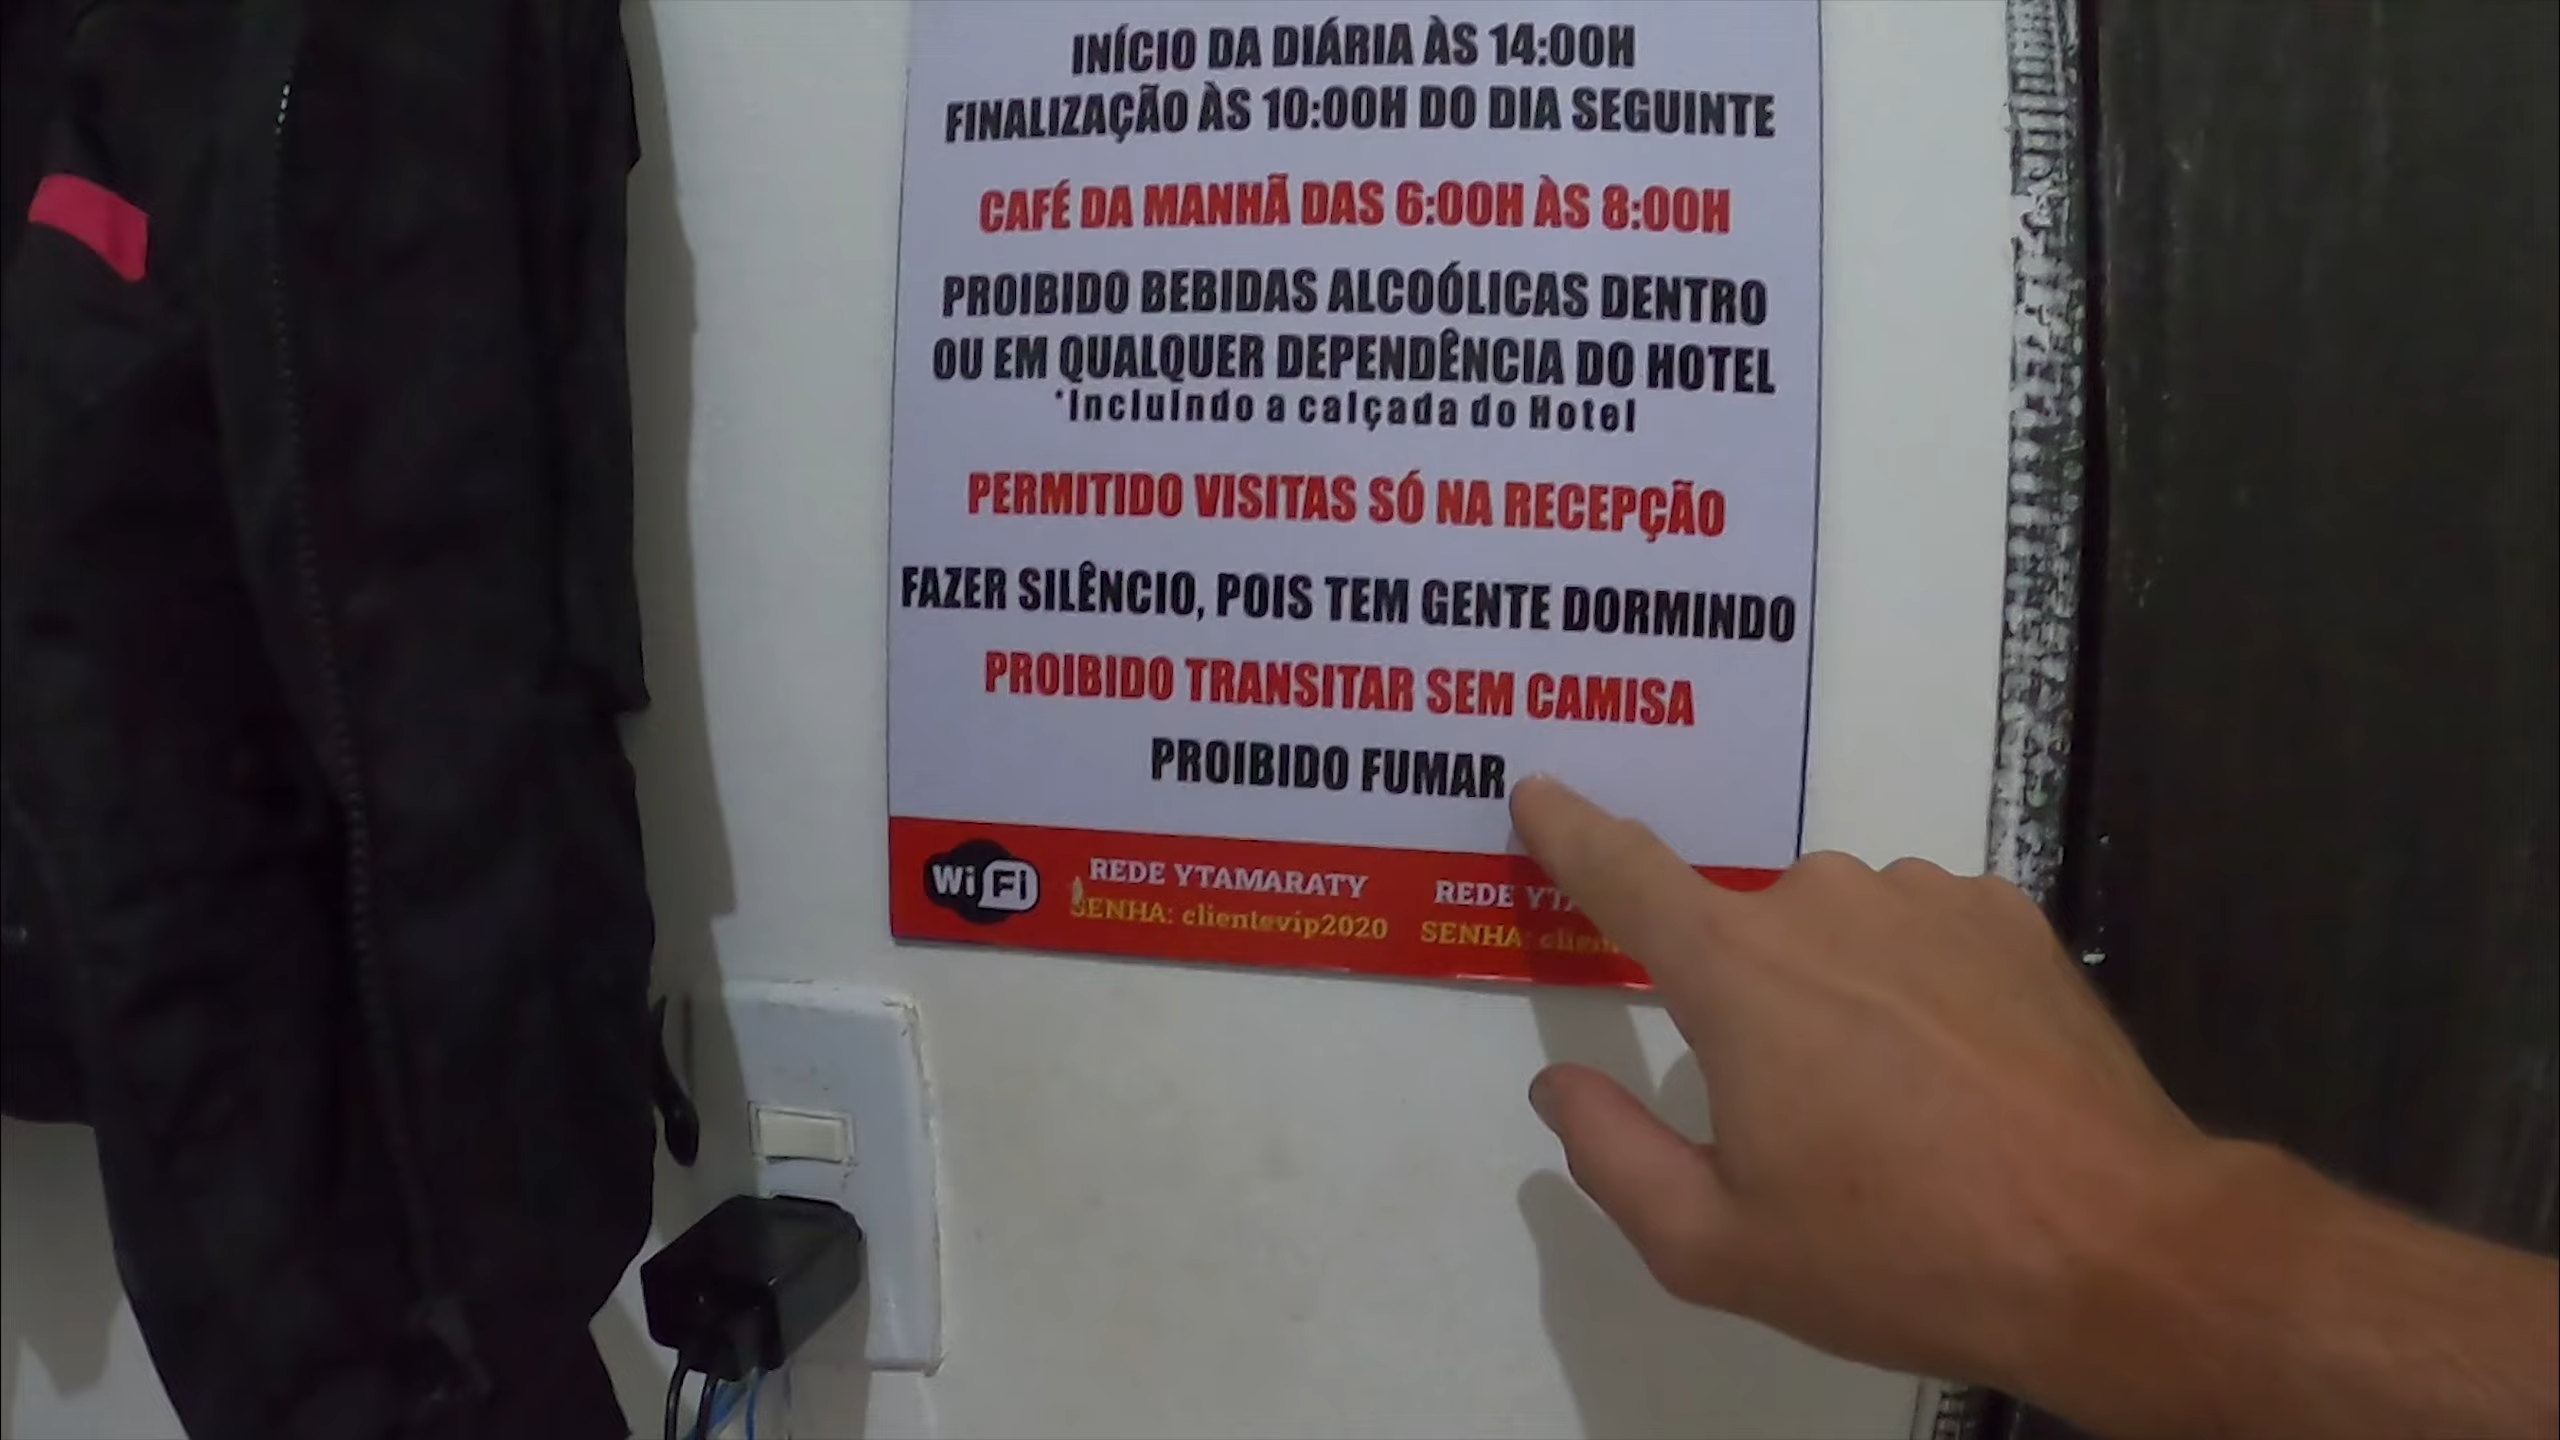 INÍCIO DA DIÁRIA ÀS 14:00H
FINALIZAÇÃO ÀS 10:00H DO DIA SEGUINTE
CAFÉ DA MANHÃ DAS 6:00H ÀS 8:00H
PROIBIDO BEBIDAS ALCOÓLICAS DENTRO
OU EM QUALQUER DEPENDÊNCIA DO HOTEL
*Incluindo a calçada do Hotel
PERMITIDO VISITAS SÓ NA RECEPÇÃO
FAZER SILÊNCIO, POIS TEM GENTE DORMINDO
PROIBIDO TRANSITAR SEM CAMISA
PROIBIDO FUMAR
WiFi
REDE YTAMARATY
SENHA: clientevip2020
REDE
SENHA: